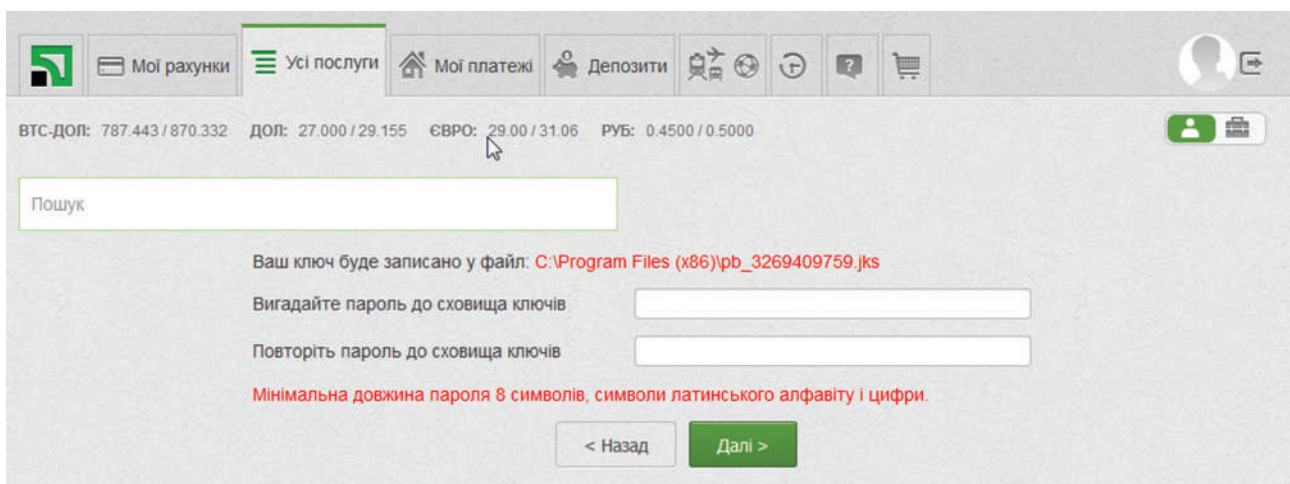 Мої рахунки Усі послуги Мої платежі Депозити
ВТС-ДОЛ: 787.443 / 870.332 ДОЛ: 27.000 / 29.155 ЄВРО: 29.00 / 31.06 РУБ: 0.4500 / 0.5000
Пошук
Ваш ключ буде записано у файл: C:\Program Files (x86)\pb_3269409759.jks
Вигадайте пароль до сховища ключів
Повторіть пароль до сховища ключів
Мінімальна довжина пароля 8 символів, символи латинського алфавіту і цифри.
< Назад Далі >